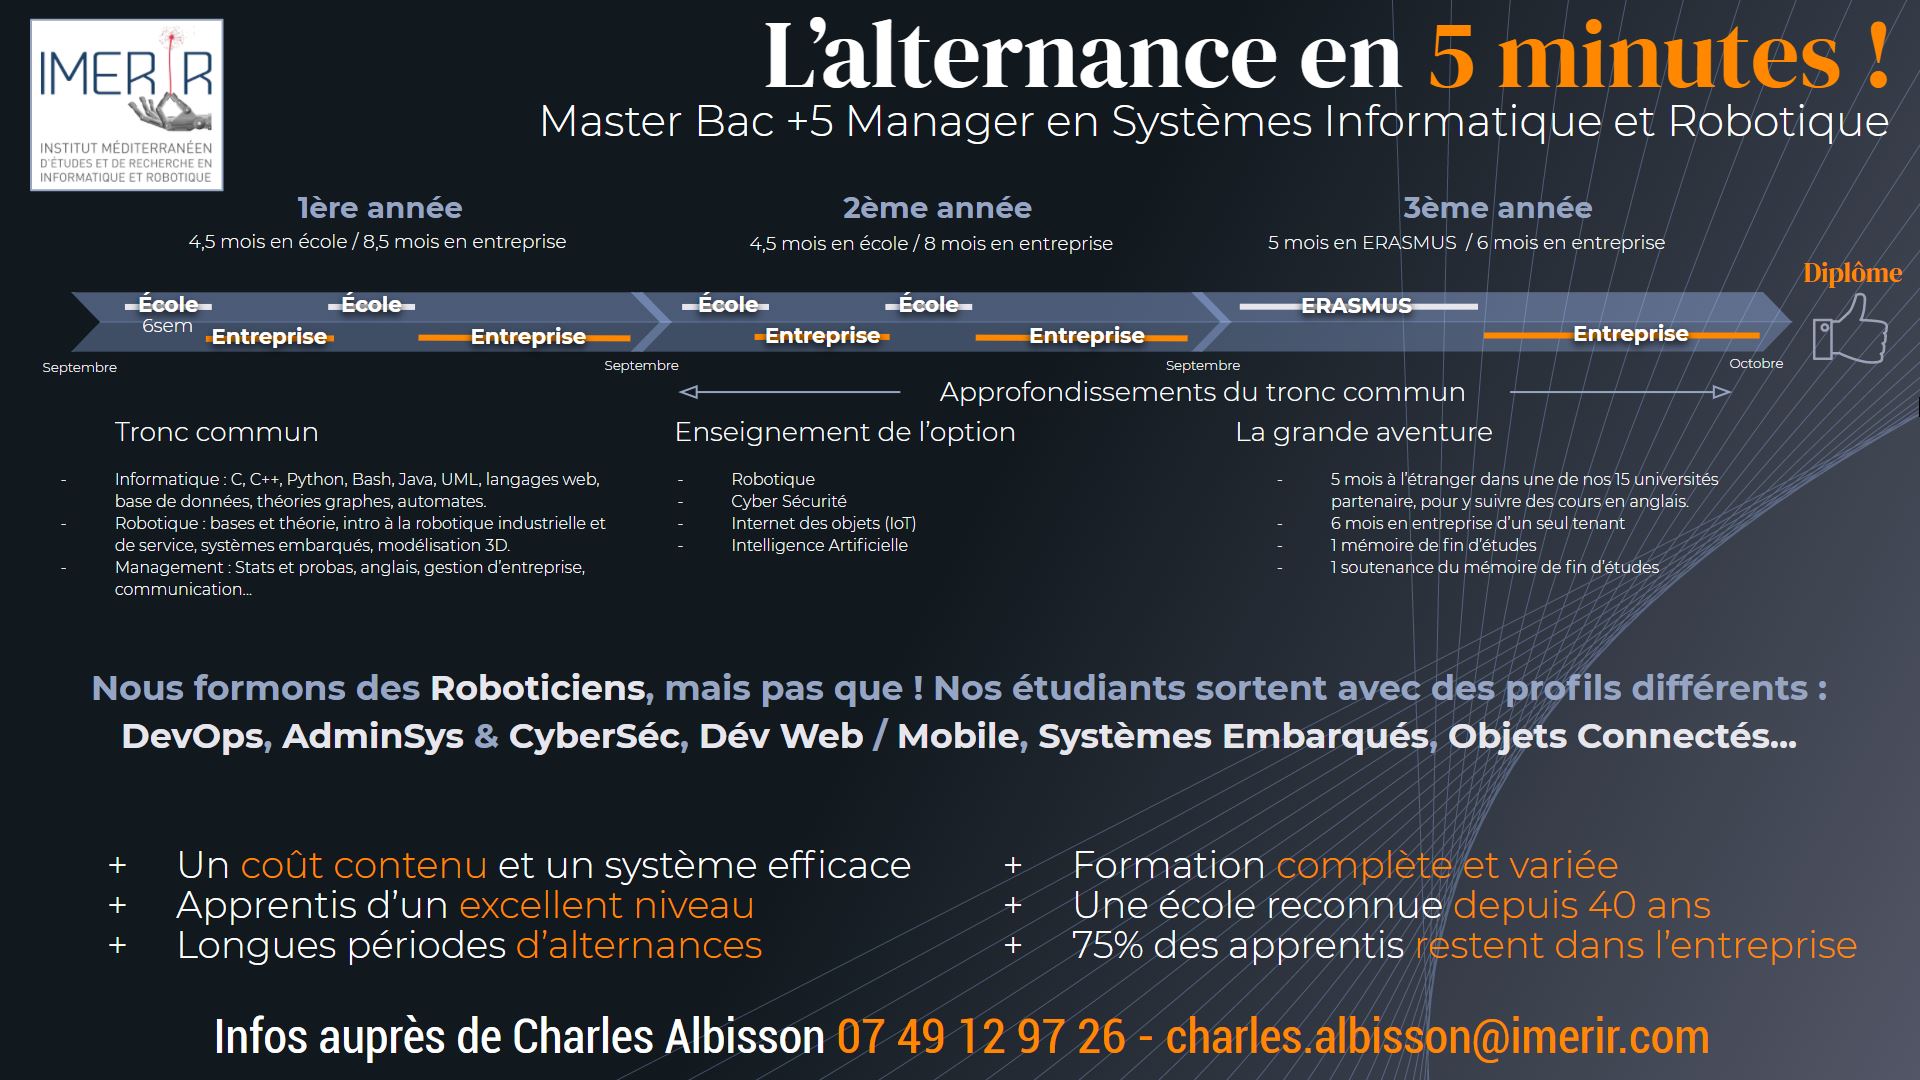 IMERIR
INSTITUT MÉDITERRANÉEN
D'ÉTUDES ET DE RECHERCHE EN
INFORMATIQUE ET ROBOTIQUE
L'alternance en 5 minutes !
Master Bac +5 Manager en Systèmes Informatique et Robotique
1ère année
4,5 mois en école / 8,5 mois en entreprise
2ème année
4,5 mois en école / 8 mois en entreprise
3ème année
5 mois en ERASMUS / 6 mois en entreprise
Diplôme
École
6sem
Entreprise
École
Entreprise
École
Entreprise
École
Entreprise
ERASMUS
Entreprise
Septembre
Septembre
Septembre
Octobre
Approfondissements du tronc commun
Tronc commun
- Informatique : C, C++, Python, Bash, Java, UML, langages web,
base de données, théories graphes, automates.
- Robotique : bases et théorie, intro à la robotique industrielle et
de service, systèmes embarqués, modélisation 3D.
- Management : Stats et probas, anglais, gestion d'entreprise,
communication...
Enseignement de l'option
- Robotique
- Cyber Sécurité
- Internet des objets (IoT)
- Intelligence Artificielle
La grande aventure
- 5 mois à l'étranger dans une de nos 15 universités
partenaire, pour y suivre des cours en anglais.
- 6 mois en entreprise d'un seul tenant
- 1 mémoire de fin d'études
- 1 soutenance du mémoire de fin d'études
Nous formons des Roboticiens, mais pas que ! Nos étudiants sortent avec des profils différents :
DevOps, AdminSys & CyberSéc, Dév Web / Mobile, Systèmes Embarqués, Objets Connectés...
+ Un coût contenu et un système efficace
+ Apprentis d'un excellent niveau
+ Longues périodes d'alternances
+ Formation complète et variée
+ Une école reconnue depuis 40 ans
+ 75% des apprentis restent dans l'entreprise
Infos auprès de Charles Albisson 07 49 12 97 26 - charles.albisson@imerir.com